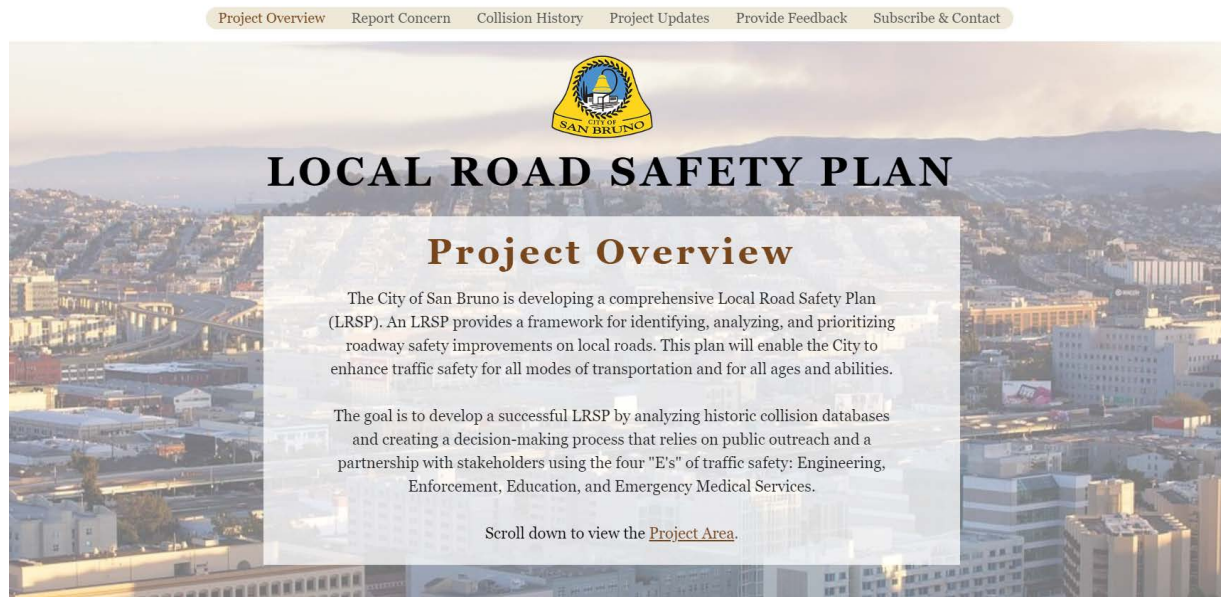 Project Overview Report Concern Collision History Project Updates Provide Feedback Subscribe & Contact
CITY OF
SAN BRUNO
LOCAL ROAD SAFETY PLAN
Project Overview
The City of San Bruno is developing a comprehensive Local Road Safety Plan
(LRSP). An LRSP provides a framework for identifying, analyzing, and prioritizing
roadway safety improvements on local roads. This plan will enable the City to
enhance traffic safety for all modes of transportation and for all ages and abilities.
The goal is to develop a successful LRSP by analyzing historic collision databases
and creating a decision-making process that relies on public outreach and a
partnership with stakeholders using the four "E's" of traffic safety: Engineering,
Enforcement, Education, and Emergency Medical Services.
Scroll down to view the Project Area.